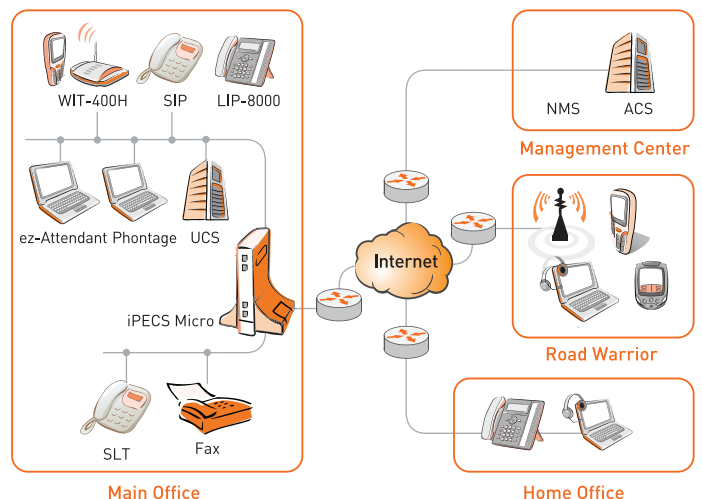 WIT-400H SIP LIP-8000
ez-Attendant Phontage UCS
iPECS Micro
SLT Fax
Main Office
Internet
NMS ACS
Management Center
Road Warrior
Home Office